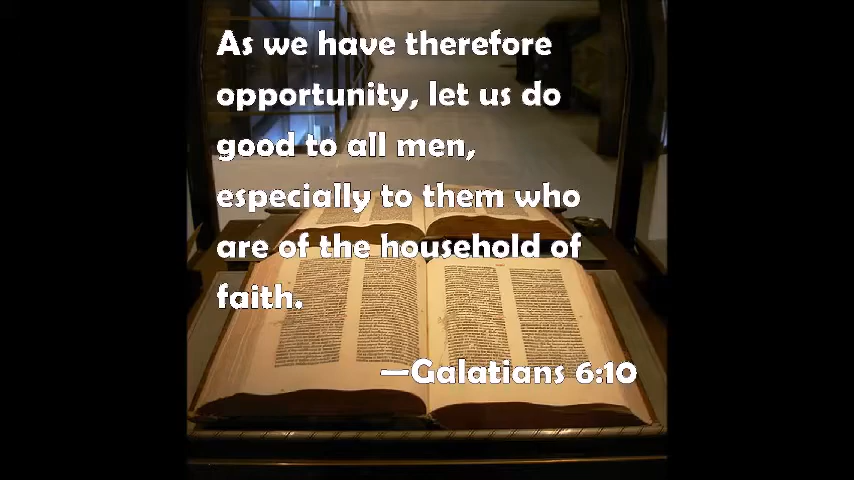 As we have therefore
opportunity, let us do
good to all men,
especially to them who
are of the household of
faith.
—Galatians 6:10